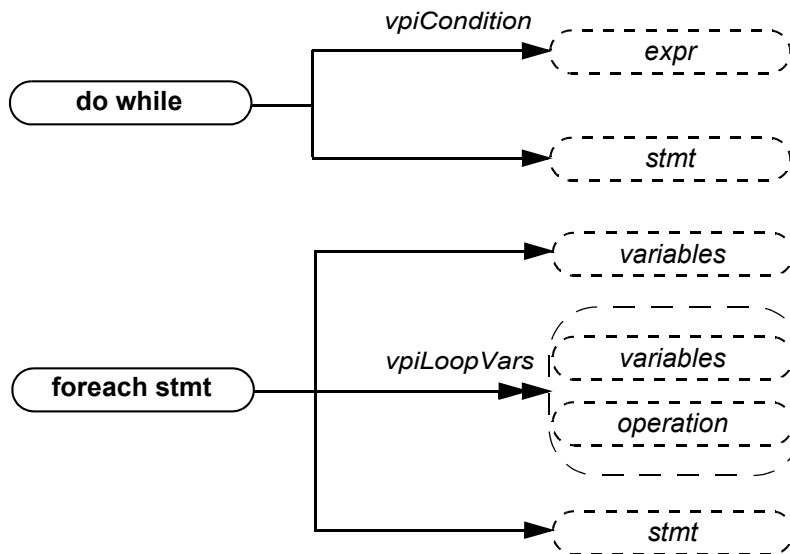 vpiCondition
expr
do while
stmt
variables
vpiLoopVars
variables
foreach stmt
operation
stmt